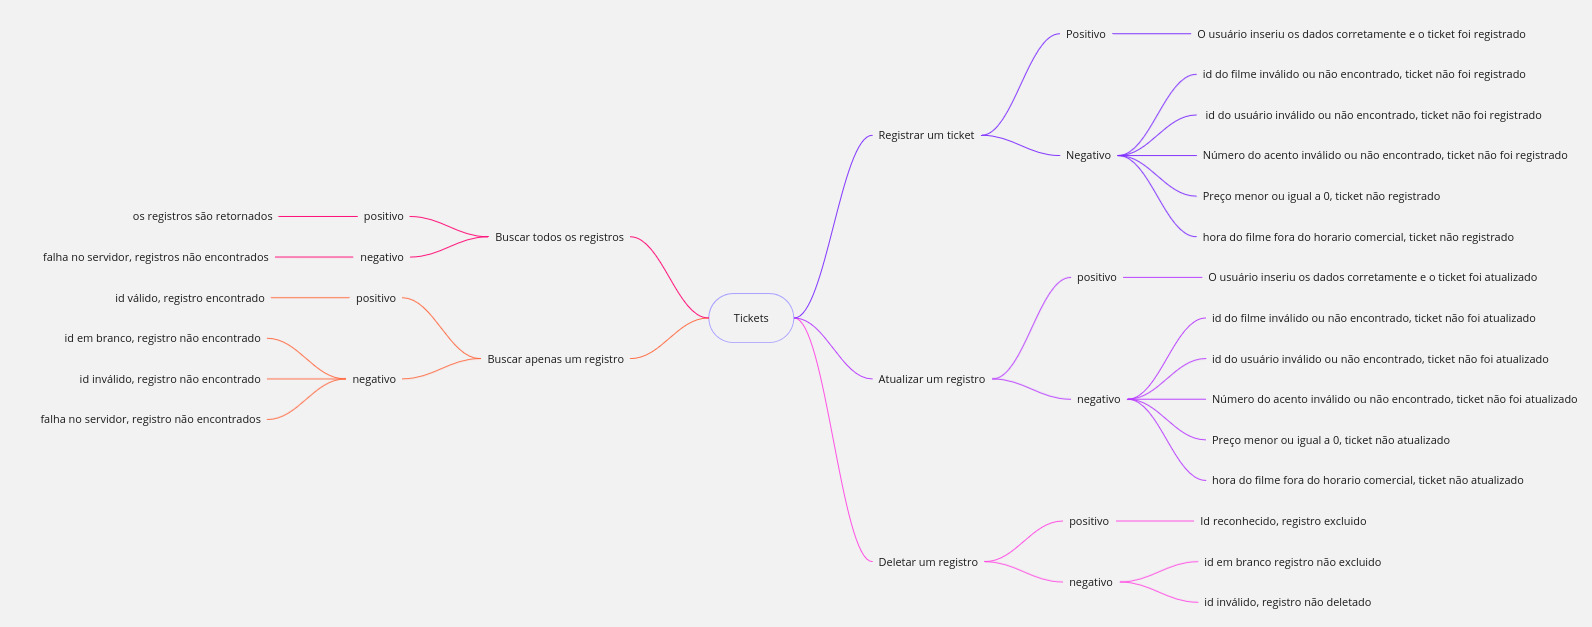 Tickets
Registrar um ticket
Positivo
O usuário inseriu os dados corretamente e o ticket foi registrado
Negativo
id do filme inválido ou não encontrado, ticket não foi registrado
id do usuário inválido ou não encontrado, ticket não foi registrado
Número do acento inválido ou não encontrado, ticket não foi registrado
Preço menor ou igual a 0, ticket não registrado
hora do filme fora do horario comercial, ticket não registrado
Atualizar um registro
positivo
O usuário inseriu os dados corretamente e o ticket foi atualizado
negativo
id do filme inválido ou não encontrado, ticket não foi atualizado
id do usuário inválido ou não encontrado, ticket não foi atualizado
Número do acento inválido ou não encontrado, ticket não foi atualizado
Preço menor ou igual a 0, ticket não atualizado
hora do filme fora do horario comercial, ticket não atualizado
Deletar um registro
positivo
Id reconhecido, registro excluido
negativo
id em branco registro não excluido
id inválido, registro não deletado
Buscar todos os registros
positivo
os registros são retornados
negativo
falha no servidor, registros não encontrados
Buscar apenas um registro
positivo
id válido, registro encontrado
negativo
id em branco, registro não encontrado
id inválido, registro não encontrado
falha no servidor, registro não encontrados